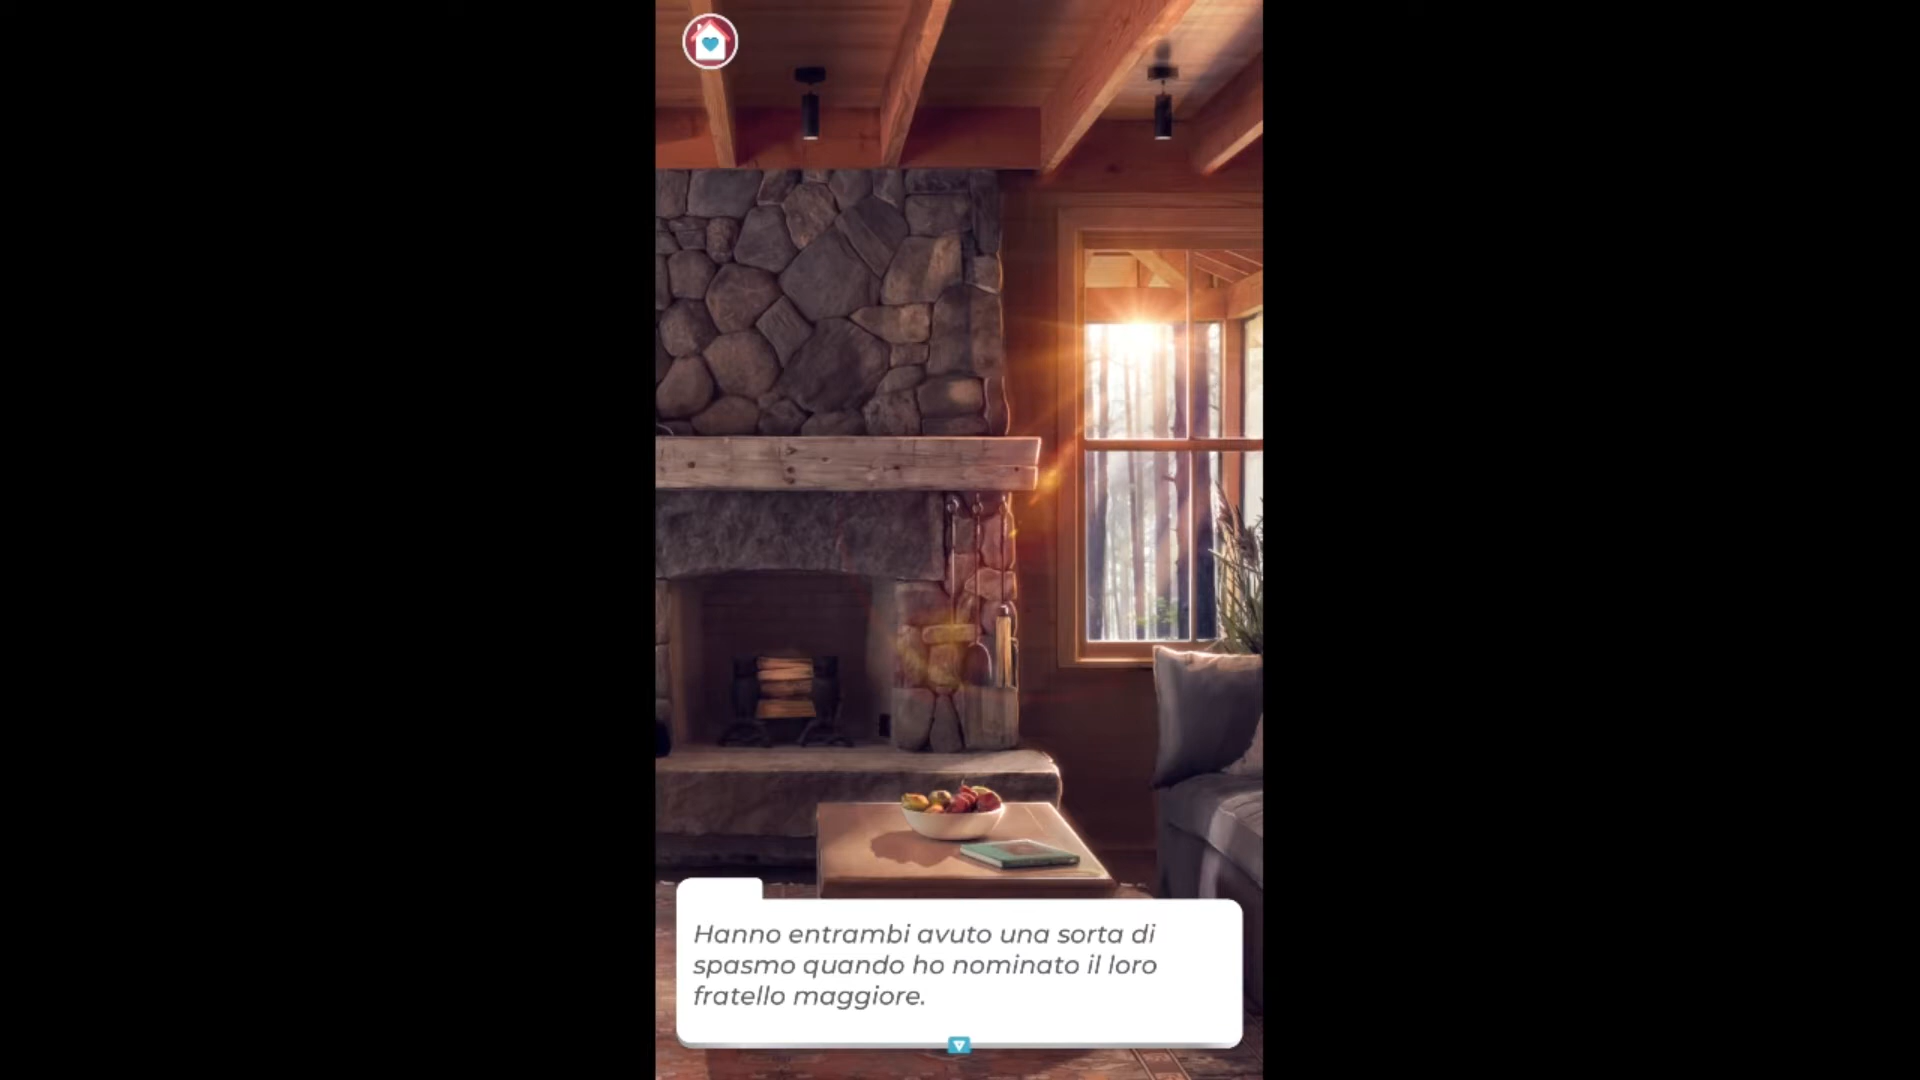 Hanno entrambi avuto una sorta di
spasmo quando ho nominato il loro
fratello maggiore.